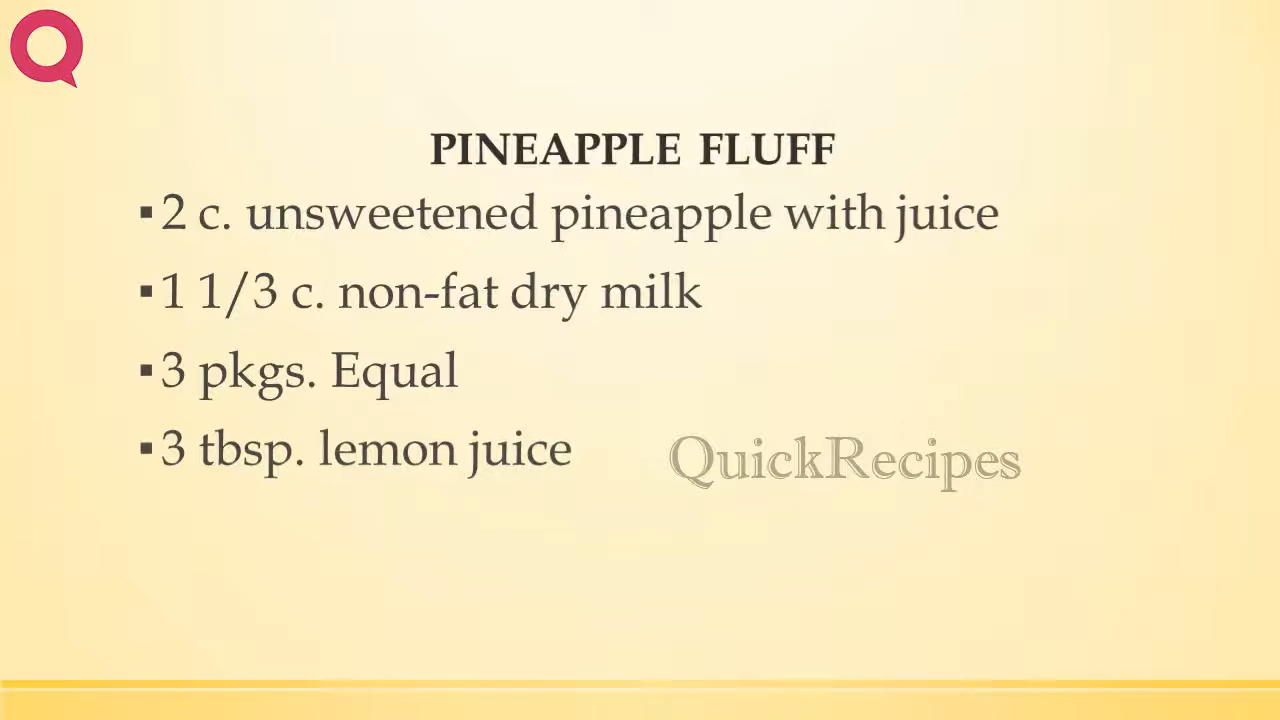 PINEAPPLE FLUFF
▪2 c. unsweetened pineapple with juice
▪1 1/3 c. non-fat dry milk
▪3 pkgs. Equal
▪3 tbsp. lemon juice
QuickRecipes